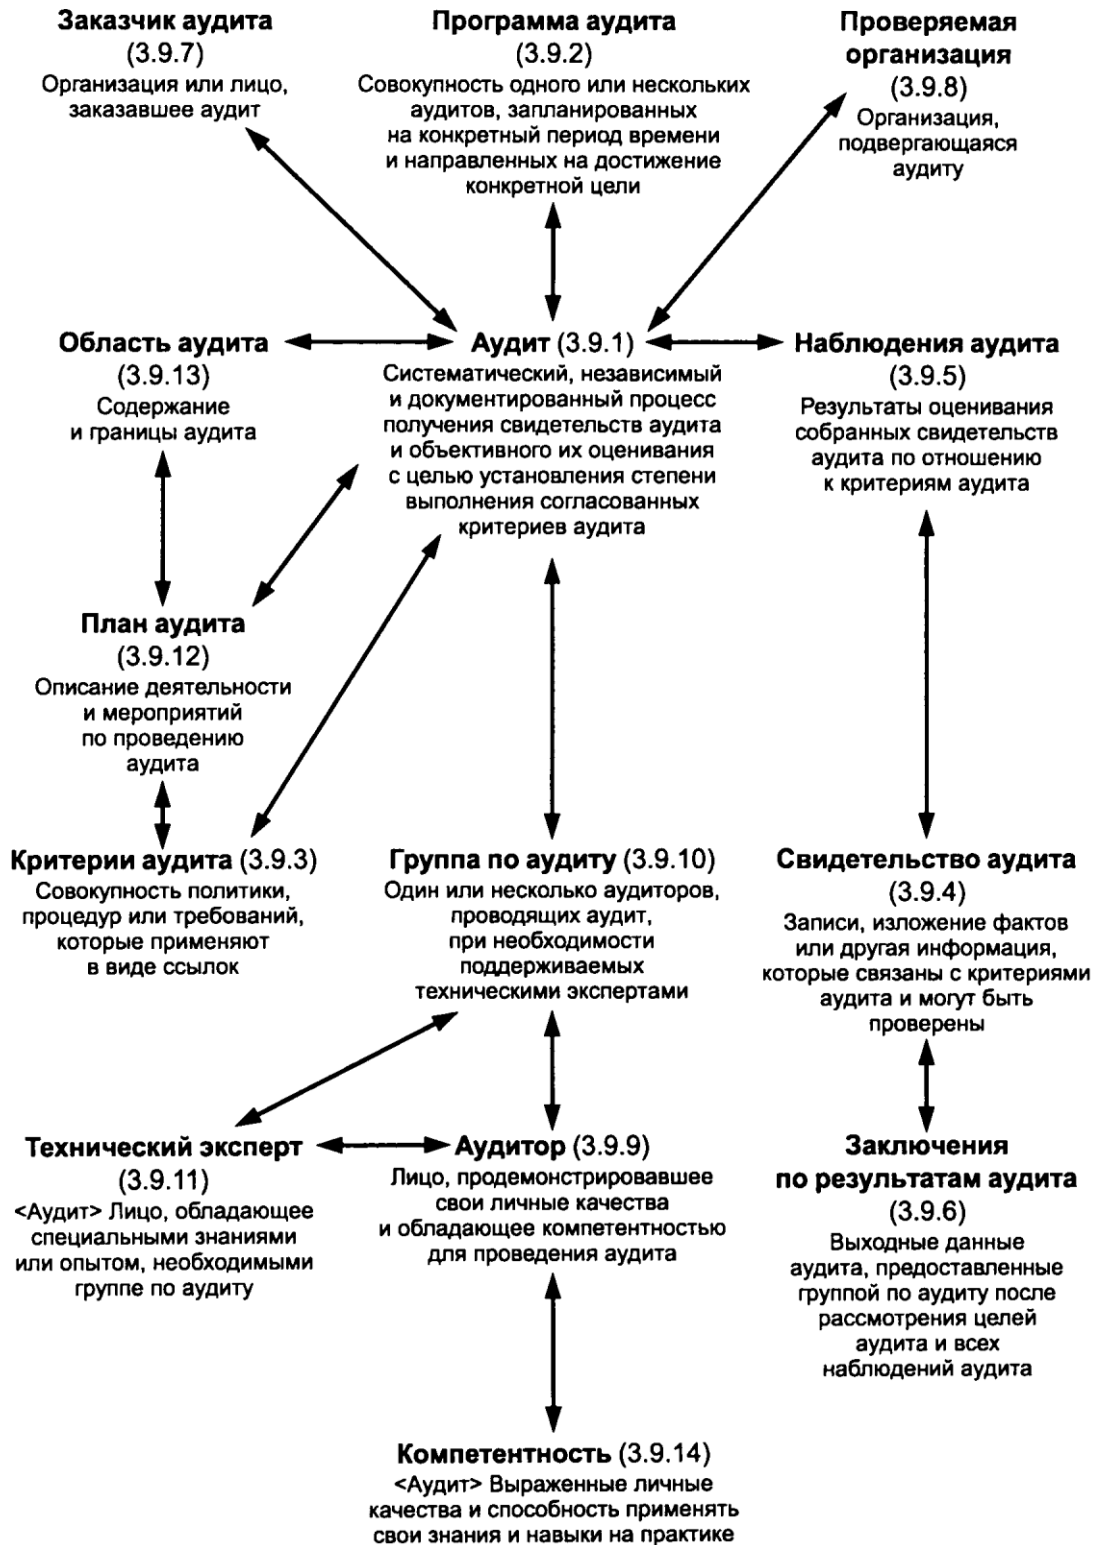 Заказчик аудита
(3.9.7)
Организация или лицо,
заказавшее аудит
Программа аудита
(3.9.2)
Совокупность одного или нескольких
аудитов, запланированных
на конкретный период времени
и направленных на достижение
конкретной цели
Проверяемая
организация
(3.9.8)
Организация,
подвергающаяся
аудиту
Область аудита
(3.9.13)
Содержание
и границы аудита
Аудит (3.9.1)
Систематический, независимый
и документированный процесс
получения свидетельств аудита
и объективного их оценивания
с целью установления степени
выполнения согласованных
критериев аудита
Наблюдения аудита
(3.9.5)
Результаты оценивания
собранных свидетельств
аудита по отношению
к критериям аудита
План аудита
(3.9.12)
Описание деятельности
и мероприятий
по проведению
аудита
Критерии аудита (3.9.3)
Совокупность политики,
процедур или требований,
которые применяют
в виде ссылок
Группа по аудиту (3.9.10)
Один или несколько аудиторов,
проводящих аудит,
при необходимости
поддерживаемых
техническими экспертами
Свидетельство аудита
(3.9.4)
Записи, изложение фактов
или другая информация,
которые связаны с критериями
аудита и могут быть
проверены
Технический эксперт
(3.9.11)
<Аудит> Лицо, обладающее
специальными знаниями
или опытом, необходимыми
группе по аудиту
Аудитор (3.9.9)
Лицо, продемонстрировавшее
свои личные качества
и обладающее компетентностью
для проведения аудита
Заключения
по результатам аудита
(3.9.6)
Выходные данные
аудита, предоставленные
группой по аудиту после
рассмотрения целей
аудита и всех
наблюдений аудита
Компетентность (3.9.14)
<Аудит> Выраженные личные
качества и способность применять
свои знания и навыки на практике